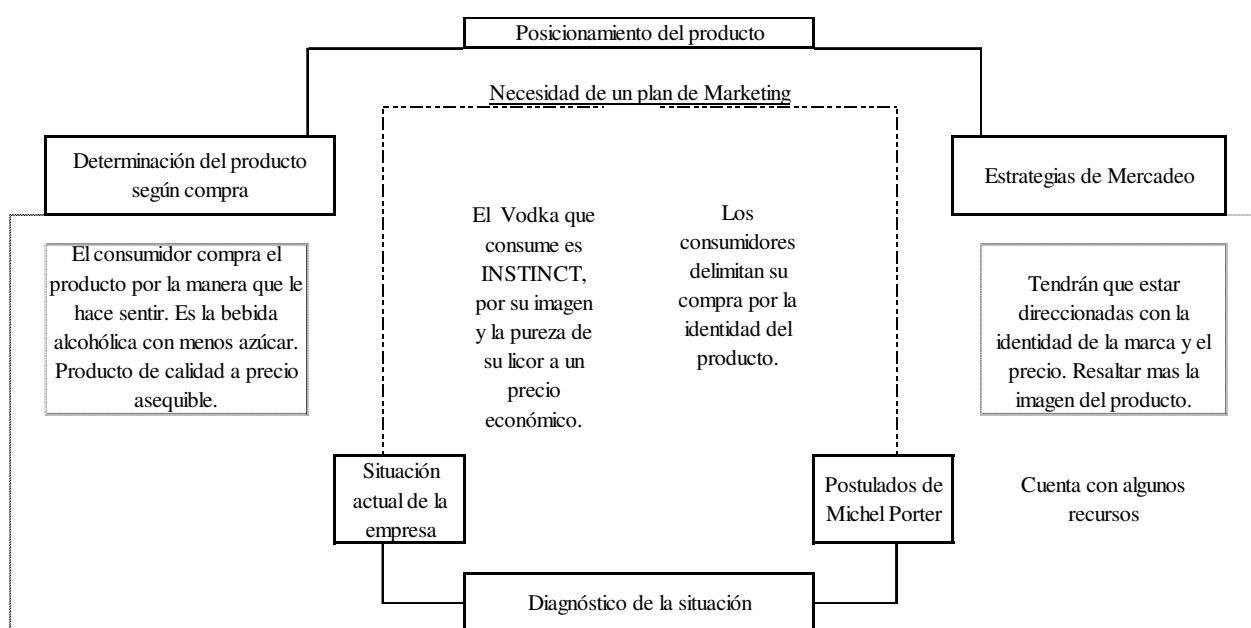 Posicionamiento del producto
Necesidad de un plan de Marketing
Determinación del producto
según compra
Estrategias de Mercadeo
El consumidor compra el
producto por la manera que le
hace sentir. Es la bebida
alcohólica con menos azúcar.
Producto de calidad a precio
asequible.
El Vodka que
consume es
INSTINCT,
por su imagen
y la pureza de
su licor a un
precio
económico.
Los
consumidores
delimitan su
compra por la
identidad del
producto.
Tendrán que estar
direccionadas con la
identidad de la marca y el
precio. Resaltar mas la
imagen del producto.
Situación
actual de la
empresa
Postulados de
Michel Porter
Cuenta con algunos
recursos
Diagnóstico de la situación